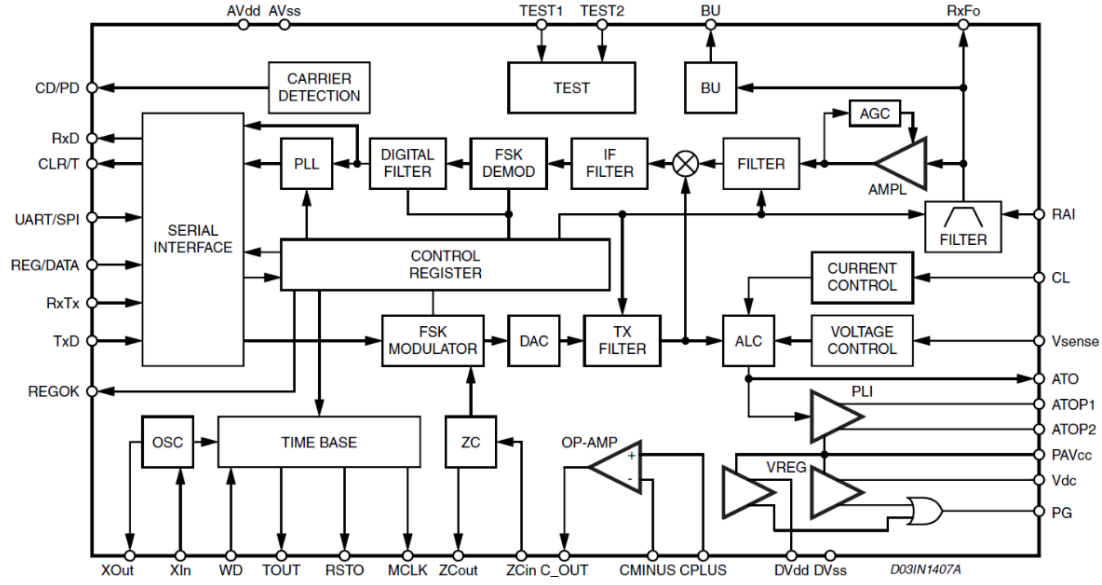 AVdd AVss TEST1 TEST2 BU RxFo
CD/PD
CARRIER
DETECTION
TEST
BU
AGC
RxD
CLR/T
PLL
DIGITAL
FILTER
FSK
DEMOD
IF
FILTER
FILTER
AMPL
UART/SPI
SERIAL
INTERFACE
FILTER
RAI
REG/DATA
CONTROL
REGISTER
CURRENT
CONTROL
CL
RxTx
TxD
FSK
MODULATOR
DAC
TX
FILTER
ALC
VOLTAGE
CONTROL
Vsense
REGOK
ATO
PLI
ATOP1
ATOP2
OSC
TIME BASE
ZC
OP-AMP
+
-
PAVcc
VREG
Vdc
PG
XOut XIn WD TOUT RSTO MCLK ZCout ZCin C_OUT CMINUS CPLUS DVdd DVss D03IN1407A